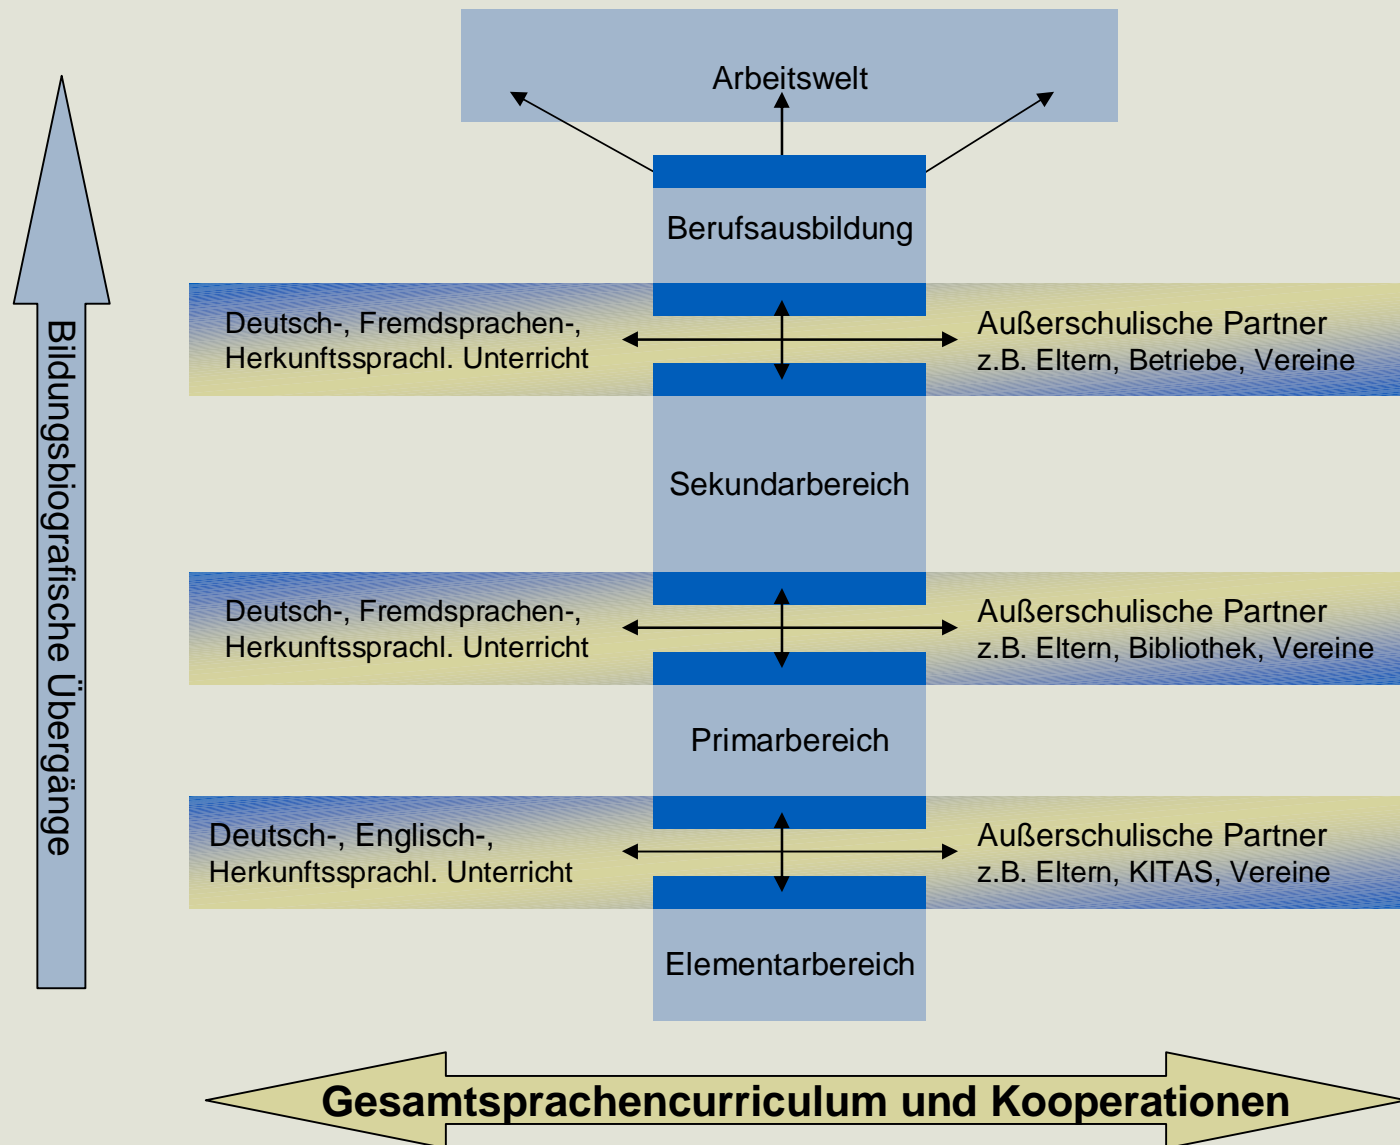 Arbeitswelt
Berufsausbildung
Deutsch-, Fremdsprachen-,
Herkunftssprachl. Unterricht
Außerschulische Partner
z.B. Eltern, Betriebe, Vereine
Sekundarbereich
Deutsch-, Fremdsprachen-,
Herkunftssprachl. Unterricht
Außerschulische Partner
z.B. Eltern, Bibliothek, Vereine
Primarbereich
Deutsch-, Englisch-,
Herkunftssprachl. Unterricht
Außerschulische Partner
z.B. Eltern, KITAS, Vereine
Elementarbereich
Bildungsbiografische Übergänge
Gesamtsprachencurriculum und Kooperationen